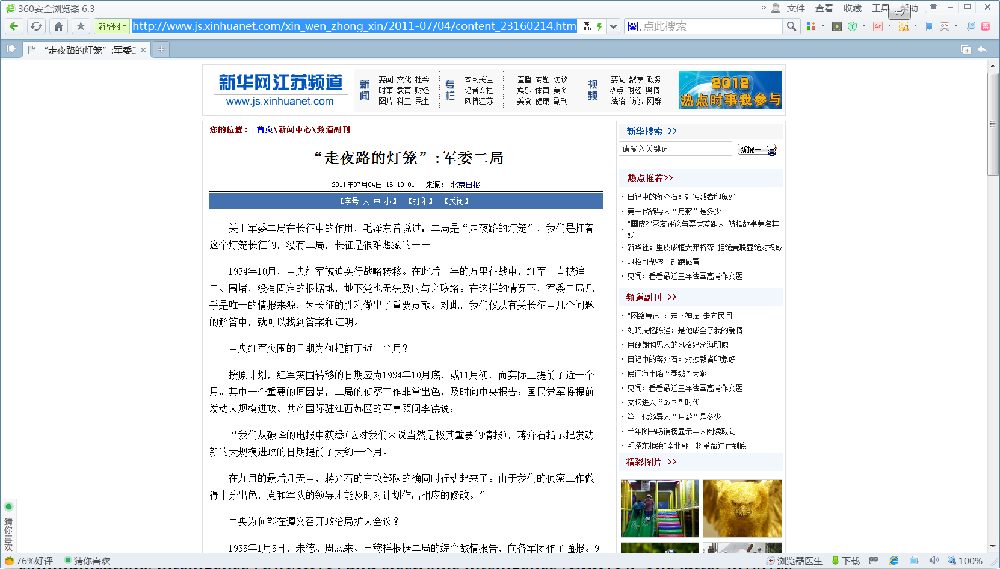 360安全浏览器 6.3
» 文件 查看 收藏 工具 帮助
新华网 http://www.js.xinhuanet.com/xin_wen_zhong_xin/2011-07/04/content_23160214.htm 点此搜索
“走夜路的灯笼”:军委二
新华网江苏频道
www.js.xinhuanet.com
新闻
要闻 文化 社会
时事 教育 财经
图片 科卫 民生
专栏
本网关注
记者专栏
风情江苏
直播 专题 访谈
娱乐 体育 美图
美食 健康 副刊
视频
要闻 聚焦 政务
热点 财经 舆情
法治 访谈 网群
2012
热点时事我参与
您的位置： 首页\新闻中心\频道副刊
“走夜路的灯笼”:军委二局
2011年07月04日 16:19:01 来源： 北京日报
【字号 大 中 小】 【打印】 【关闭】
关于军委二局在长征中的作用，毛泽东曾说过：二局是“走夜路的灯笼”，我们是打着
这个灯笼长征的，没有二局，长征是很难想象的——
1934年10月，中央红军被迫实行战略转移。在此后一年的万里征战中，红军一直被追
击、围堵，没有固定的根据地，地下党也无法及时与之联络。在这样的情况下，军委二局几
乎是唯一的情报来源，为长征的胜利做出了重要贡献。对此，我们仅从有关长征中几个问题
的解答中，就可以找到答案和证明。
中央红军突围的日期为何提前了近一个月？
按原计划，红军突围转移的日期应为1934年10月底，或11月初，而实际上提前了近一个
月。其中一个重要的原因是，二局的侦察工作非常出色，及时向中央报告：国民党军将提前
发动大规模进攻。共产国际驻江西苏区的军事顾问李德说：
“我们从破译的电报中获悉(这对我们来说当然是极其重要的情报)，蒋介石指示把发动
新的大规模进攻的日期提前了大约一个月。
在九月的最后几天中，蒋介石的主攻部队的确同时行动起来了。由于我们的侦察工作做
得十分出色，党和军队的领导才能及时对计划作出相应的修改。”
中央为何能在遵义召开政治局扩大会议？
1935年1月5日，朱德、周恩来、王稼祥根据二局的综合敌情报告，向各军团作了通报。9
新华搜索 >>
请输入关键词 新搜一下
热点推荐>>
· 日记中的蒋介石：对独裁者印象好
· 第一代领导人“月薪”是多少
· “画皮2”网友评论与票房差距大 被指故事莫名其
妙
· 新华社：里皮成恒大弗格森 拒绝曼联显绝对权威
· 14招可帮孩子赶跑感冒
· 见闻：看看最近三年法国高考作文题
频道副刊 >>
· “网络鲁迅”：走下神坛 走向民间
· 刘晓庆忆陈强：是他成全了我的爱情
· 用硬朗和男人的风格纪念海明威
· 日记中的蒋介石：对独裁者印象好
· 佛门净土陷“圈钱”大潮
· 见闻：看看最近三年法国高考作文题
· 文坛进入“战国”时代
· 第一代领导人“月薪”是多少
· 半年图书畅销榜显示国人阅读取向
· 毛泽东拒绝“南北朝” 将革命进行到底
精彩图片 >>
猜你喜欢
76%好评 猜你喜欢 浏览器医生 下载 100%